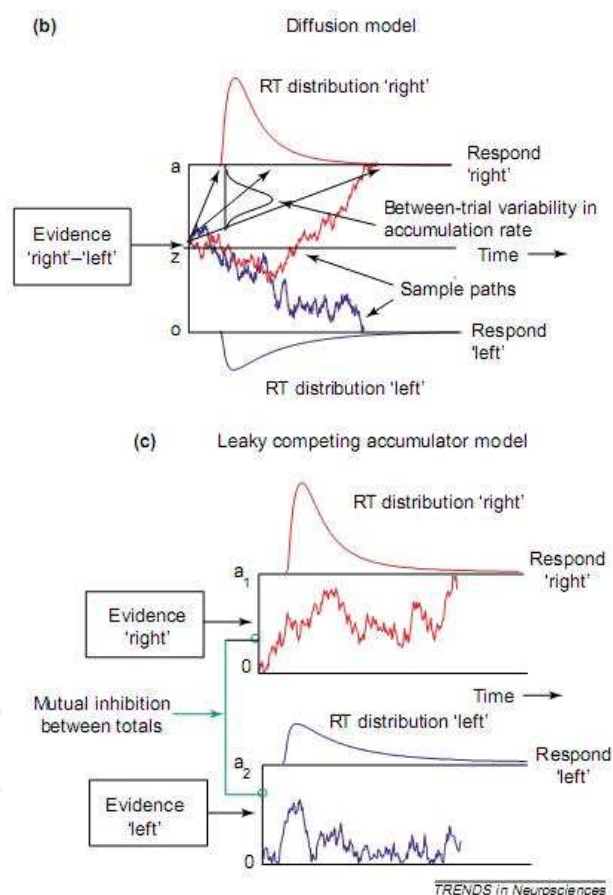 (b) Diffusion model
RT distribution 'right'
a
Respond
'right'
Between-trial variability in
accumulation rate
Evidence
'right'–'left'
z
Time
Sample paths
0
Respond
'left'
RT distribution 'left'
(c) Leaky competing accumulator model
RT distribution 'right'
a1
Respond
'right'
Evidence
'right'
0
Time
Mutual inhibition
between totals
RT distribution 'left'
a2
Respond
'left'
Evidence
'left'
0
TRENDS in Neurosciences